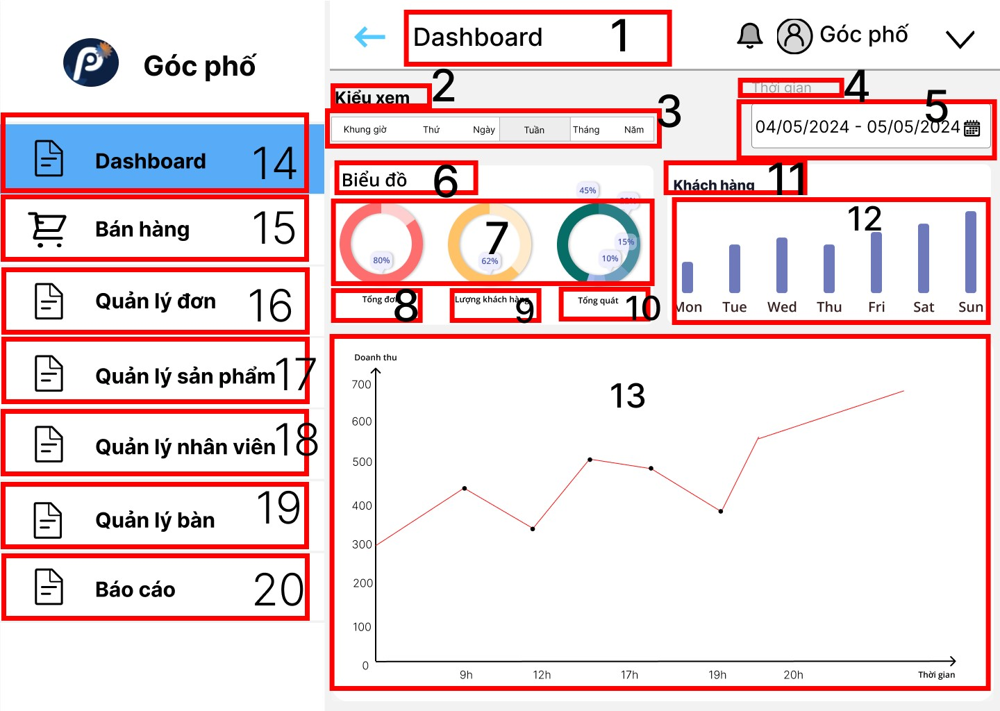 Góc phố
Dashboard 14
Bán hàng 15
Quản lý đơn 16
Quản lý sản phẩm 17
Quản lý nhân viên 18
Quản lý bàn 19
Báo cáo 20
Dashboard 1
Góc phố
Kiểu xem 2
Khung giờ Thứ Ngày Tuần Tháng Năm 3
Thời gian 4
04/05/2024 - 05/05/2024 5
Biểu đồ 6
80%
62%
45%
15%
10%
7
Tổng đơn 8
Lượng khách hàng 9
Tổng quát 10
Khách hàng 11
12
Mon Tue Wed Thu Fri Sat Sun
Doanh thu
13
700
600
500
400
300
200
100
0
9h 12h 17h 19h 20h
Thời gian